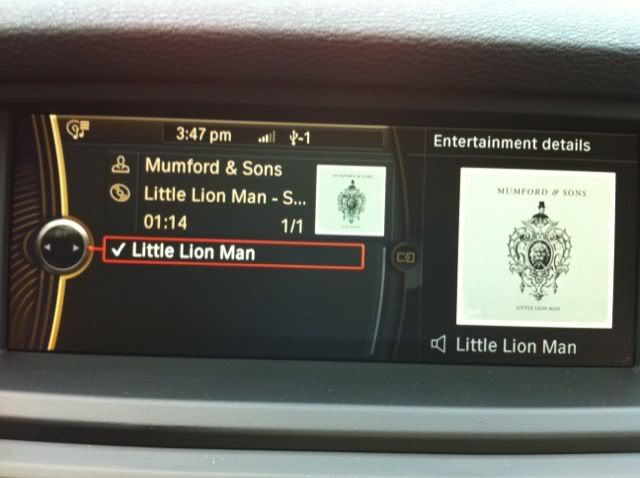 3:47 pm -1
Mumford & Sons
Little Lion Man - S...
01:14 1/1
✓ Little Lion Man
Entertainment details
MUMFORD & SONS
LITTLE LION MAN
Little Lion Man